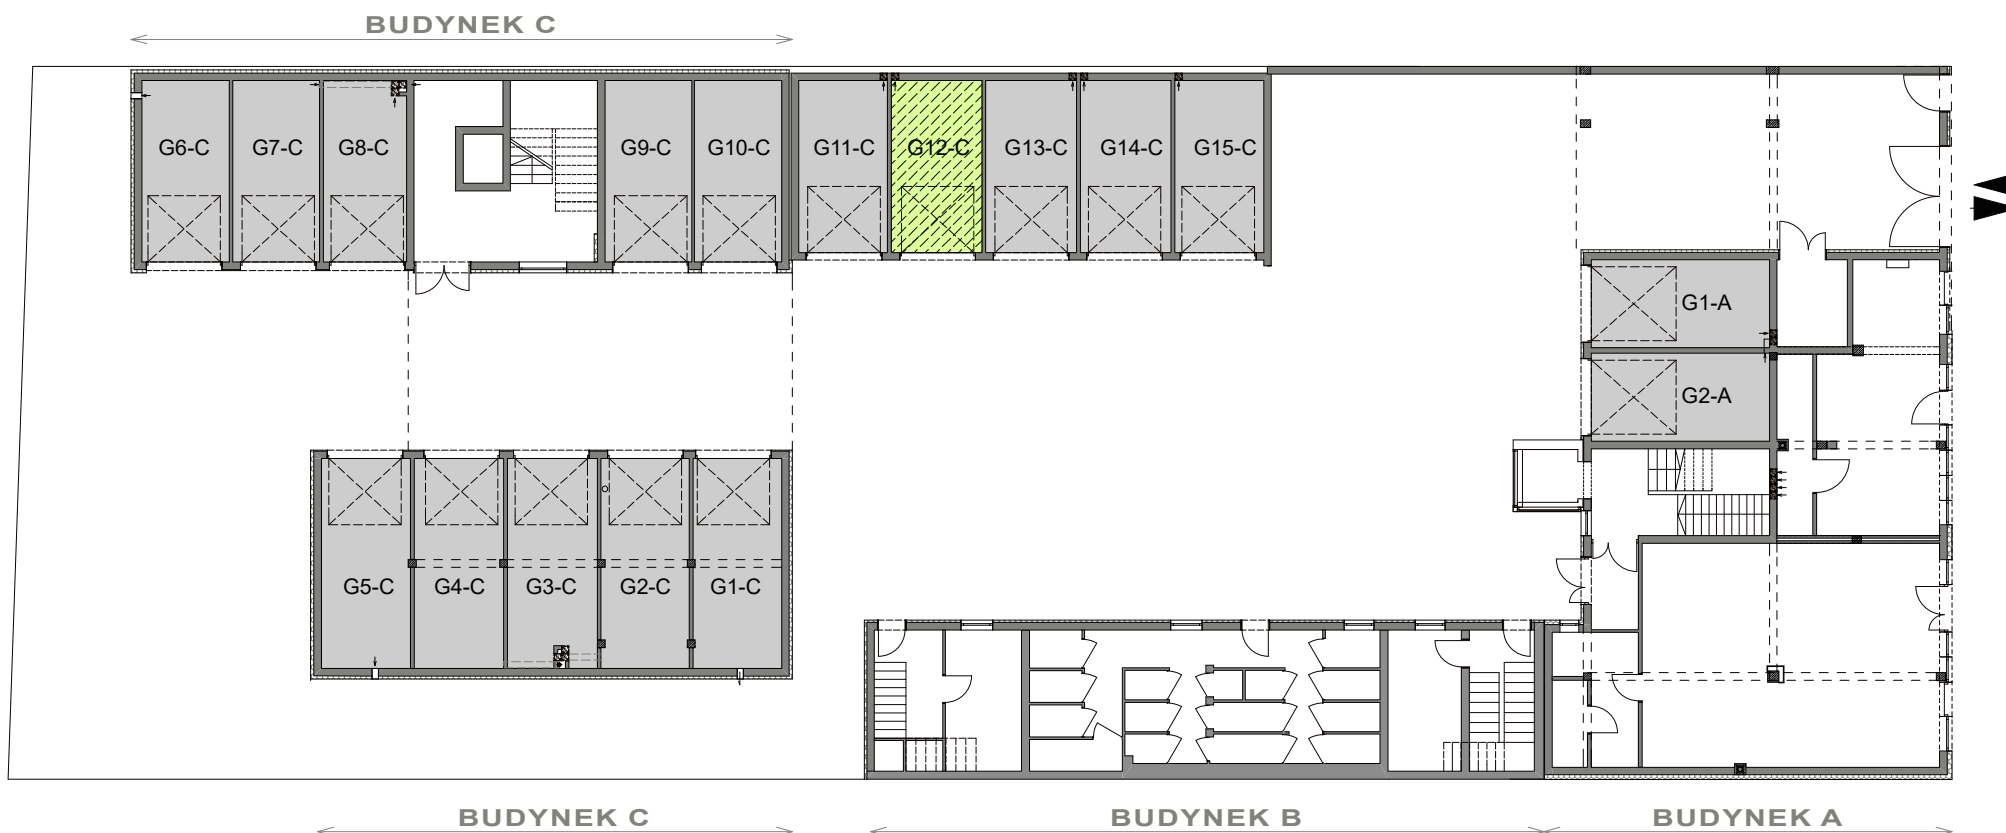 BUDYNEK C
G6-C G7-C G8-C G9-C G10-C G11-C G12-C G13-C G14-C G15-C
G1-A
G2-A
G5-C G4-C G3-C G2-C G1-C
BUDYNEK C BUDYNEK B BUDYNEK A